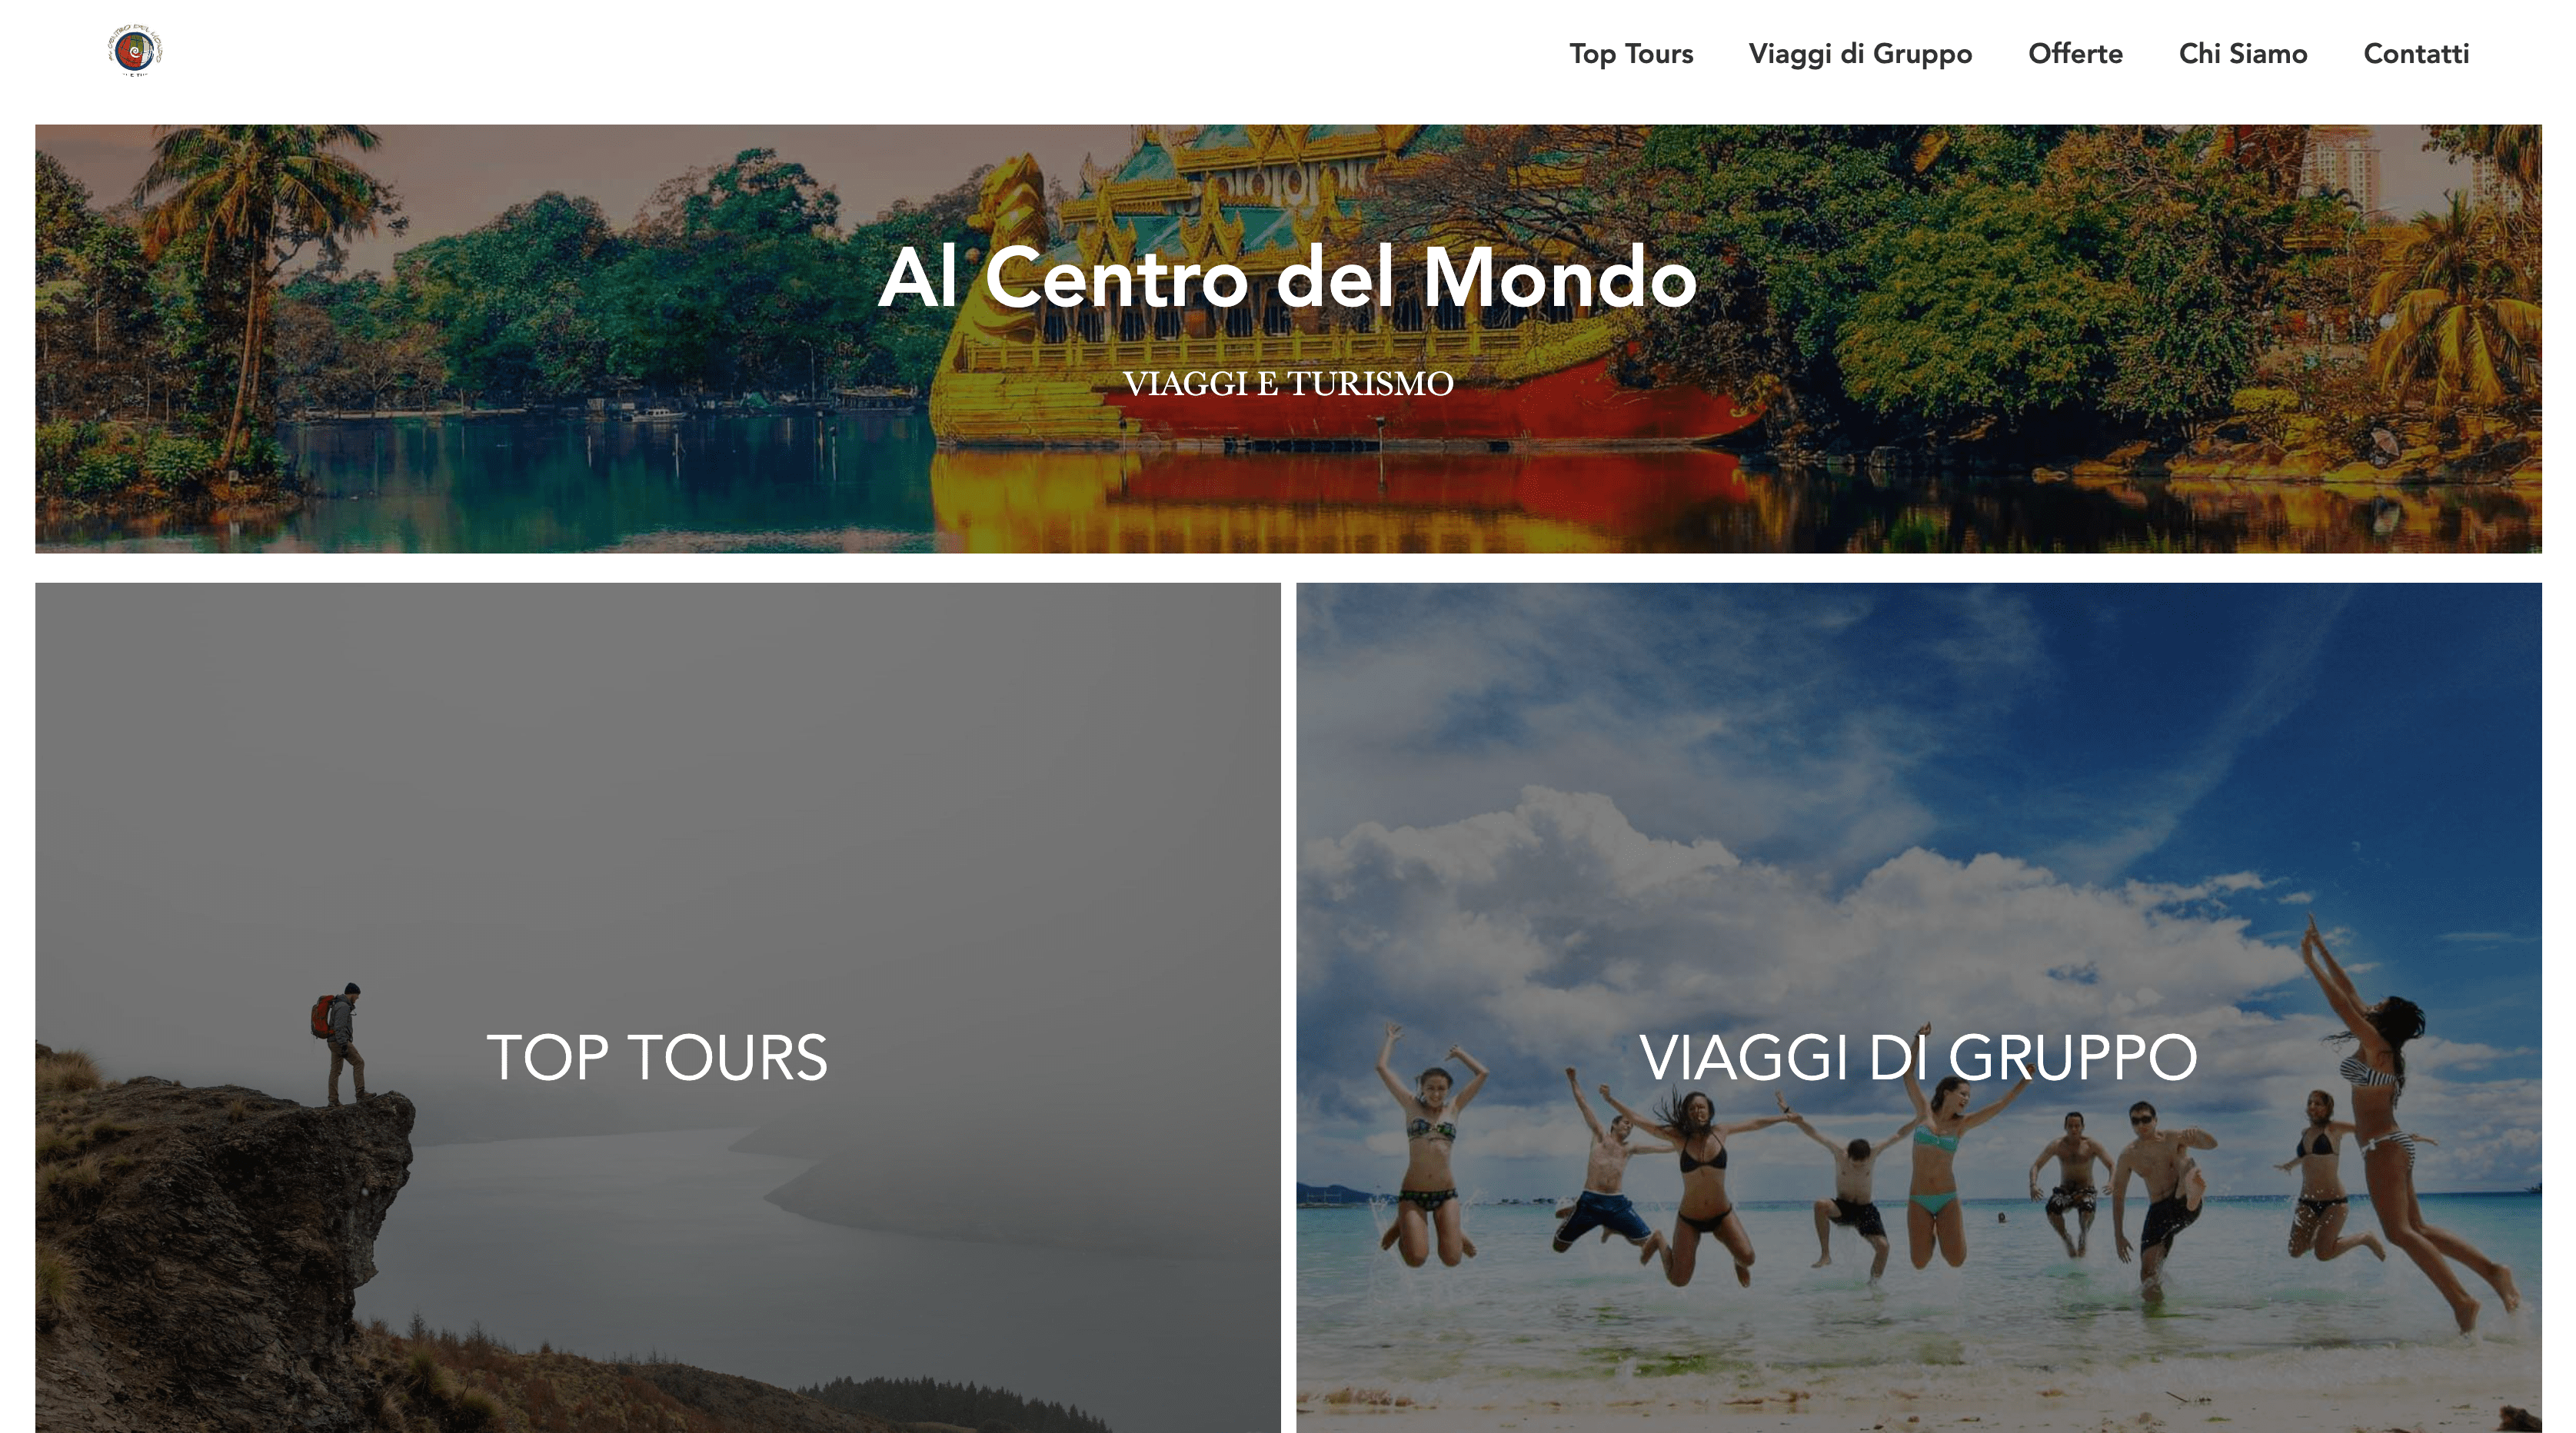 Top Tours
Viaggi di Gruppo
Offerte
Chi Siamo
Contatti
Al Centro del Mondo
VIAGGI E TURISMO
TOP TOURS
VIAGGI DI GRUPPO